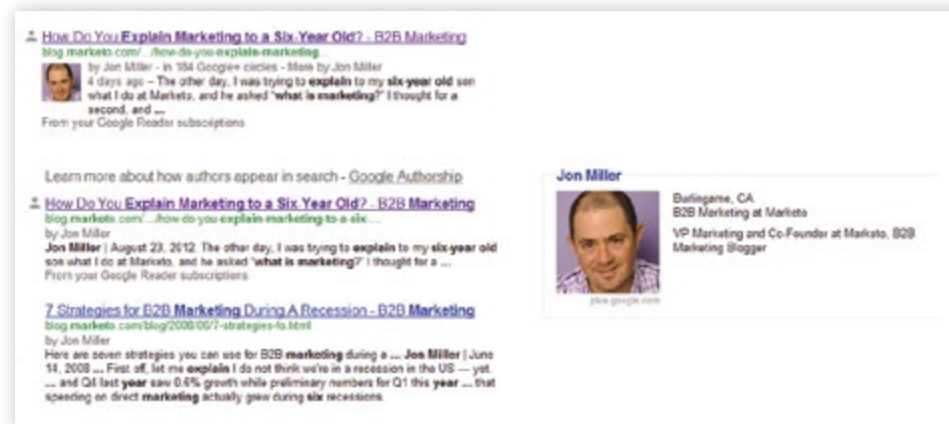 How Do You Explain Marketing to a Six-Year Old? - B2B Marketing
blog.marketo.com/.../how-do-you-explain-marketing...
by Jon Miller - in 184 Google+ circles - More by Jon Miller
4 days ago – The other day, I was trying to explain to my six-year old son
what I do at Marketo, and he asked "what is marketing?" I thought for a
second, and ...
From your Google Reader subscriptions
Learn more about how authors appear in search - Google Authorship
How Do You Explain Marketing to a Six Year Old? - B2B Marketing
blog.marketo.com/.../how-do-you-explain-marketing-to-a-six-...
by Jon Miller
Jon Miller | August 23, 2012. The other day, I was trying to explain to my six-year old
son what I do at Marketo, and he asked "what is marketing?" I thought for a ...
From your Google Reader subscriptions
7 Strategies for B2B Marketing During A Recession - B2B Marketing
blog.marketo.com/blog/2008/06/7-strategies-fo.html
by Jon Miller
Here are seven strategies you can use for B2B marketing during a ... Jon Miller | June
14, 2008 ... First off, let me explain I do not think we're in a recession in the US — yet.
... and Q4 last year saw 0.6% growth while preliminary numbers for Q1 this year ... that
spending on direct marketing actually grew during six recessions.
Jon Miller
Burlingame, CA
B2B Marketing at Marketo
VP Marketing and Co-Founder at Marketo, B2B
Marketing Blogger
plus.google.com